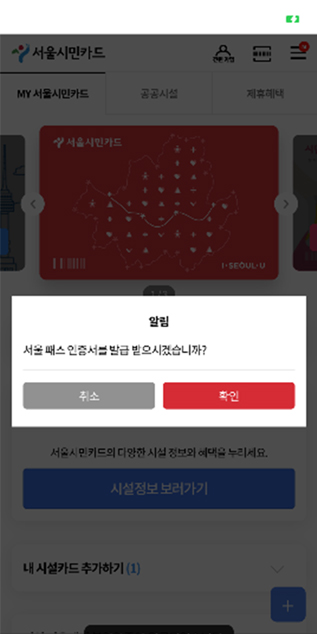 서울시민카드
MY 서울시민카드
공공시설
제휴혜택
서울시민카드
I·SEOUL·U
알림
서울 패스 인증서를 발급 받으시겠습니까?
취소
확인
서울시민카드의 다양한 시설 정보와 혜택을 누리세요.
시설정보 보러가기
내 시설카드 추가하기 (1)